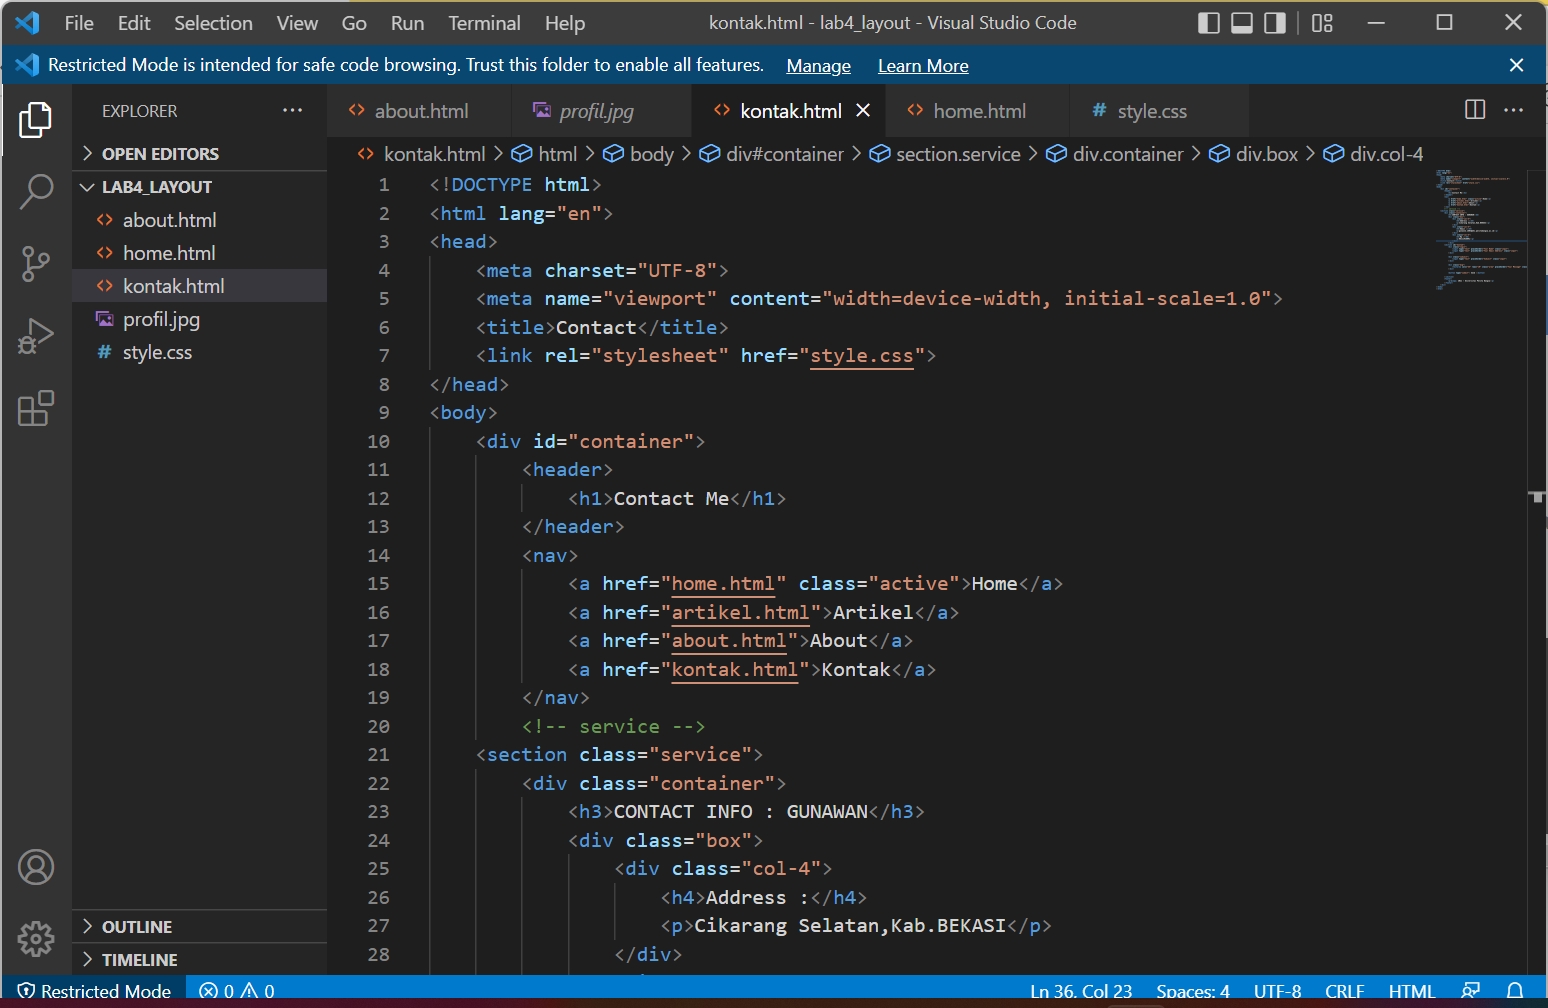 File Edit Selection View Go Run Terminal Help kontak.html - lab4_layout - Visual Studio Code
Restricted Mode is intended for safe code browsing. Trust this folder to enable all features. Manage Learn More
EXPLORER
OPEN EDITORS
LAB4_LAYOUT
about.html
home.html
kontak.html
profil.jpg
# style.css
OUTLINE
TIMELINE
about.html profil.jpg kontak.html home.html # style.css
kontak.html > html > body > div#container > section.service > div.container > div.box > div.col-4
1 <!DOCTYPE html>
2 <html lang="en">
3 <head>
4 <meta charset="UTF-8">
5 <meta name="viewport" content="width=device-width, initial-scale=1.0">
6 <title>Contact</title>
7 <link rel="stylesheet" href="style.css">
8 </head>
9 <body>
10 <div id="container">
11 <header>
12 <h1>Contact Me</h1>
13 </header>
14 <nav>
15 <a href="home.html" class="active">Home</a>
16 <a href="artikel.html">Artikel</a>
17 <a href="about.html">About</a>
18 <a href="kontak.html">Kontak</a>
19 </nav>
20 <!-- service -->
21 <section class="service">
22 <div class="container">
23 <h3>CONTACT INFO : GUNAWAN</h3>
24 <div class="box">
25 <div class="col-4">
26 <h4>Address :</h4>
27 <p>Cikarang Selatan,Kab.BEKASI</p>
28 </div>
Restricted Mode 0 0 Ln 36, Col 23 Spaces: 4 UTF-8 CRLF HTML